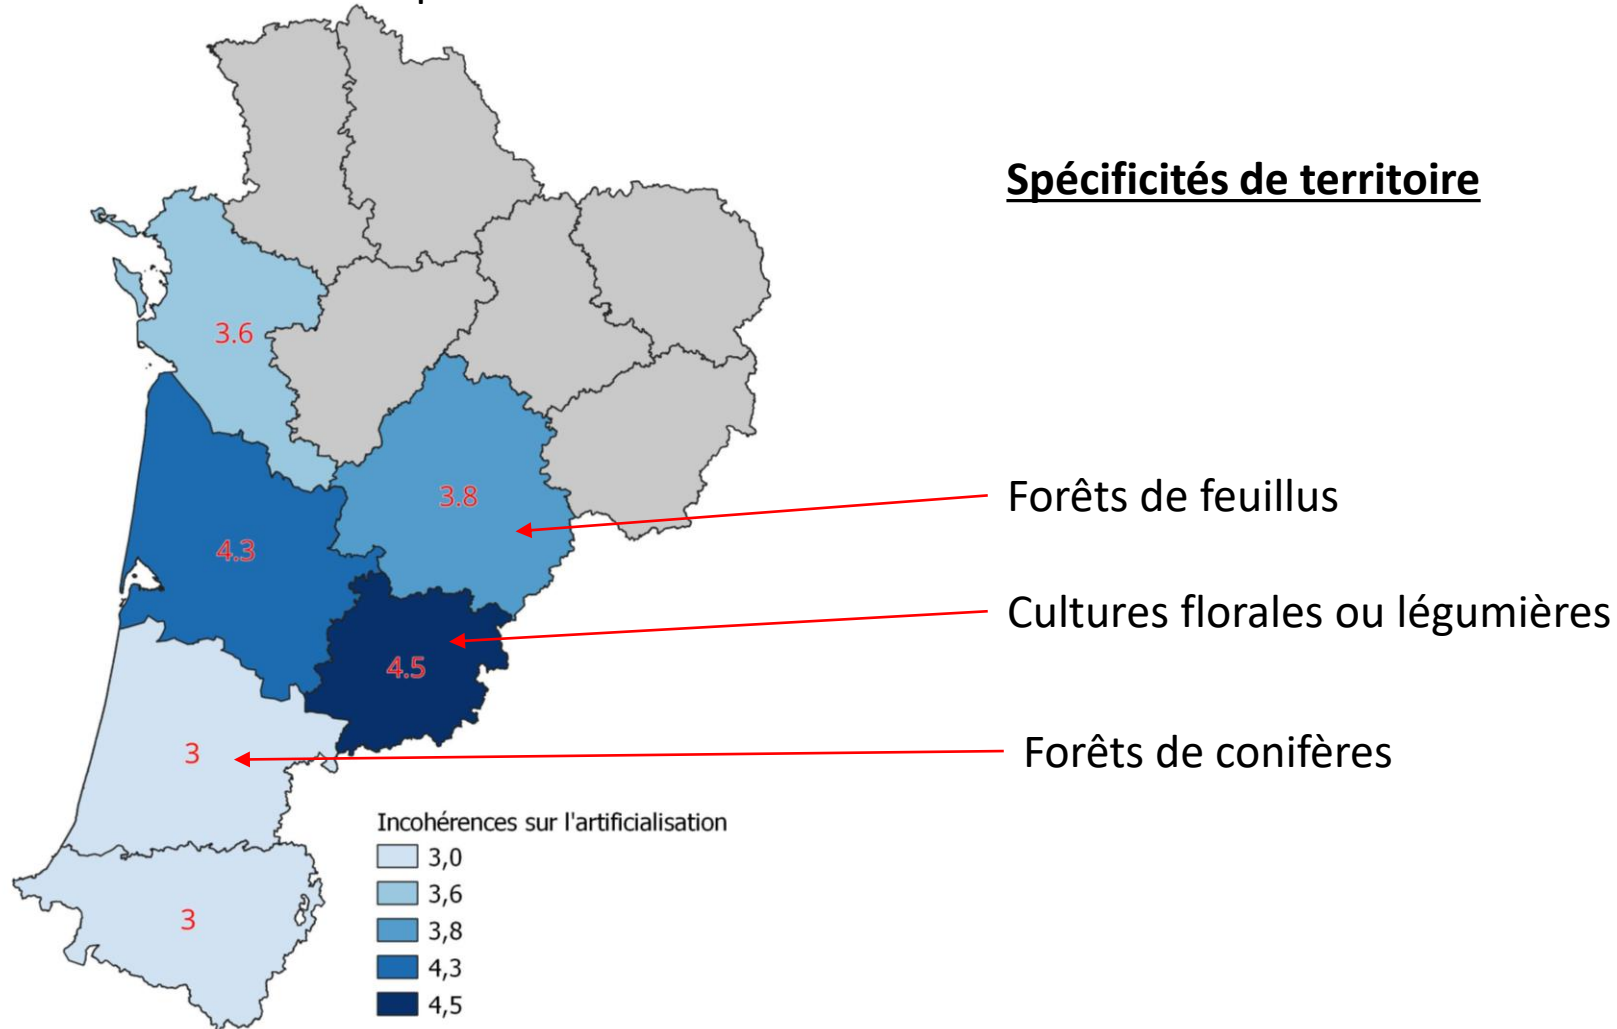 Spécificités de territoire
3.6
3.8
Forêts de feuillus
4.3
Cultures florales ou légumières
4.5
3
Forêts de conifères
Incohérences sur l'artificialisation
3,0
3,6
3
3,8
4,3
4,5